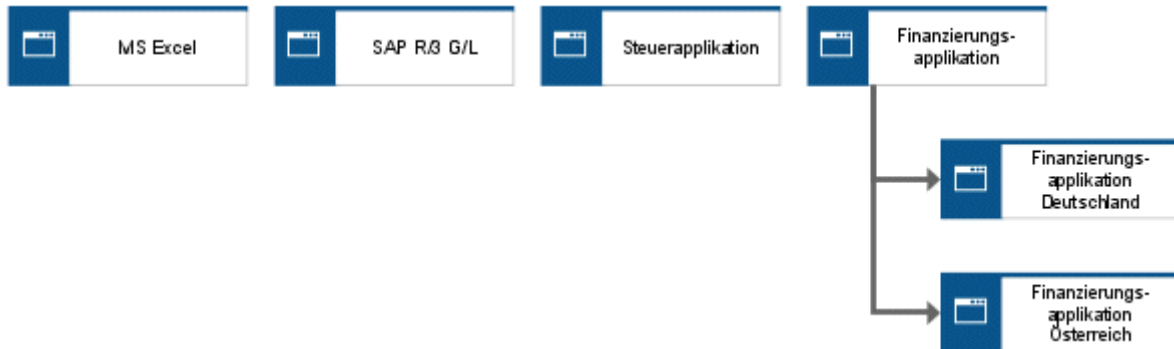 MS Excel
SAP R/3 G/L
Steuerapplikation
Finanzierungs-
applikation
Finanzierungs-
applikation
Deutschland
Finanzierungs-
applikation
Österreich